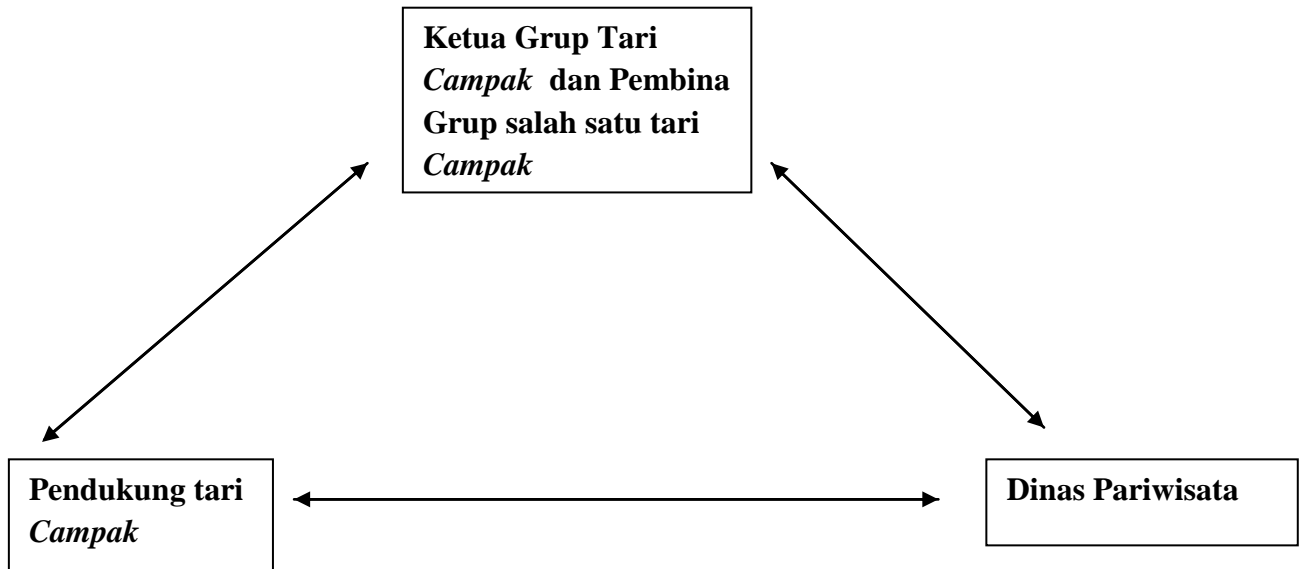 Ketua Grup Tari
Campak dan Pembina
Grup salah satu tari
Campak
Pendukung tari
Campak
Dinas Pariwisata